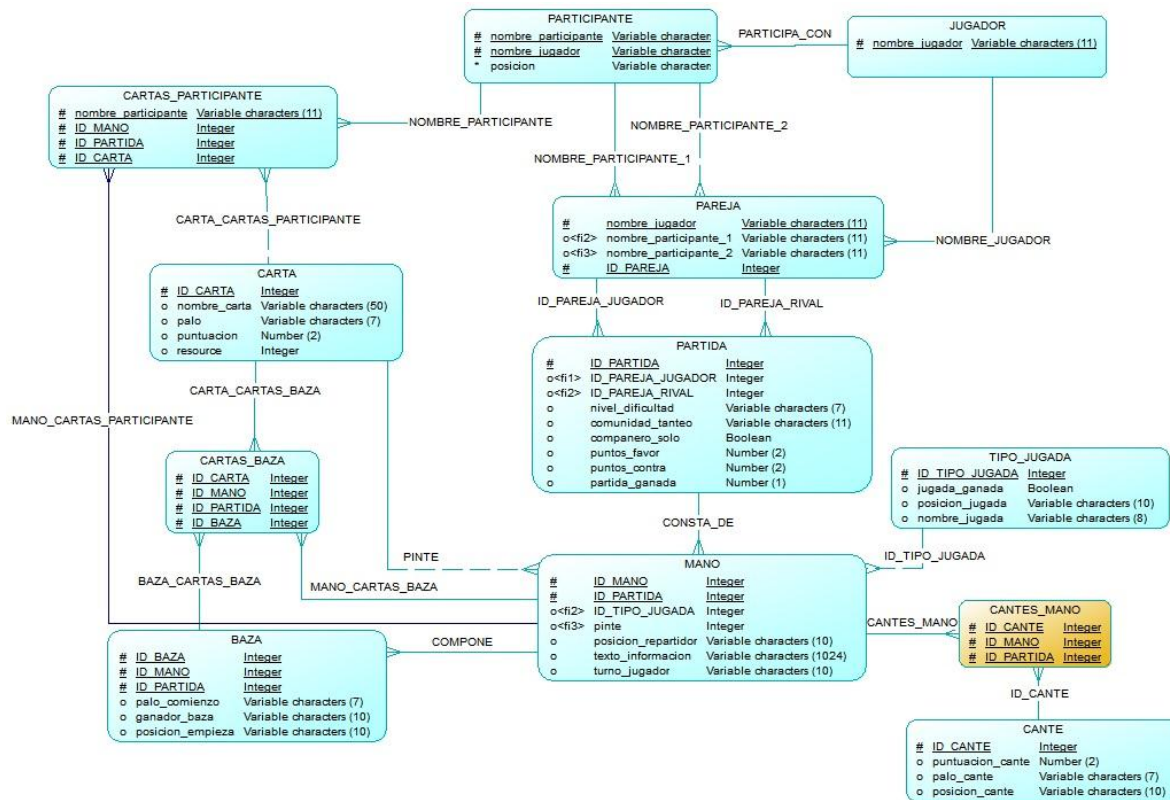 PARTICIPANTE
# nombre_participante Variable character
# nombre_jugador Variable character
* posicion Variable character
PARTICIPA_CON
JUGADOR
# nombre_jugador Variable characters (11)
CARTAS_PARTICIPANTE
# nombre_participante Variable characters (11)
# ID_MANO Integer
# ID_PARTIDA Integer
# ID_CARTA Integer
NOMBRE_PARTICIPANTE
NOMBRE_PARTICIPANTE_2
NOMBRE_PARTICIPANTE_1
CARTA_CARTAS_PARTICIPANTE
PAREJA
# nombre_jugador Variable characters (11)
o<fi2> nombre_participante_1 Variable characters (11)
o<fi3> nombre_participante_2 Variable characters (11)
# ID_PAREJA Integer
NOMBRE_JUGADOR
CARTA
# ID_CARTA Integer
o nombre_carta Variable characters (50)
o palo Variable characters (7)
o puntuacion Number (2)
o resource Integer
ID_PAREJA_JUGADOR
ID_PAREJA_RIVAL
PARTIDA
# ID_PARTIDA Integer
o<fi1> ID_PAREJA_JUGADOR Integer
o<fi2> ID_PAREJA_RIVAL Integer
o nivel_dificultad Variable characters (7)
o comunidad_tanteo Variable characters (11)
o companero_solo Boolean
o puntos_favor Number (2)
o puntos_contra Number (2)
o partida_ganada Number (1)
CARTA_CARTAS_BAZA
MANO_CARTAS_PARTICIPANTE
CARTAS_BAZA
# ID_CARTA Integer
# ID_MANO Integer
# ID_PARTIDA Integer
# ID_BAZA Integer
TIPO_JUGADA
# ID_TIPO_JUGADA Integer
o jugada_ganada Boolean
o posicion_jugada Variable characters (10)
o nombre_jugada Variable characters (8)
CONSTA_DE
PINTE
ID_TIPO_JUGADA
BAZA_CARTAS_BAZA
MANO_CARTAS_BAZA
MANO
# ID_MANO Integer
# ID_PARTIDA Integer
o<fi2> ID_TIPO_JUGADA Integer
o<fi3> pinte Integer
o posicion_repartidor Variable characters (10)
o texto_informacion Variable characters (1024)
o turno_jugador Variable characters (10)
CANTES_MANO
CANTES_MANO
# ID_CANTE Integer
# ID_MANO Integer
# ID_PARTIDA Integer
COMPONE
BAZA
# ID_BAZA Integer
# ID_MANO Integer
# ID_PARTIDA Integer
o palo_comienzo Variable characters (7)
o ganador_baza Variable characters (10)
o posicion_empieza Variable characters (10)
ID_CANTE
CANTE
# ID_CANTE Integer
o puntuacion_cante Number (2)
o palo_cante Variable characters (7)
o posicion_cante Variable characters (10)